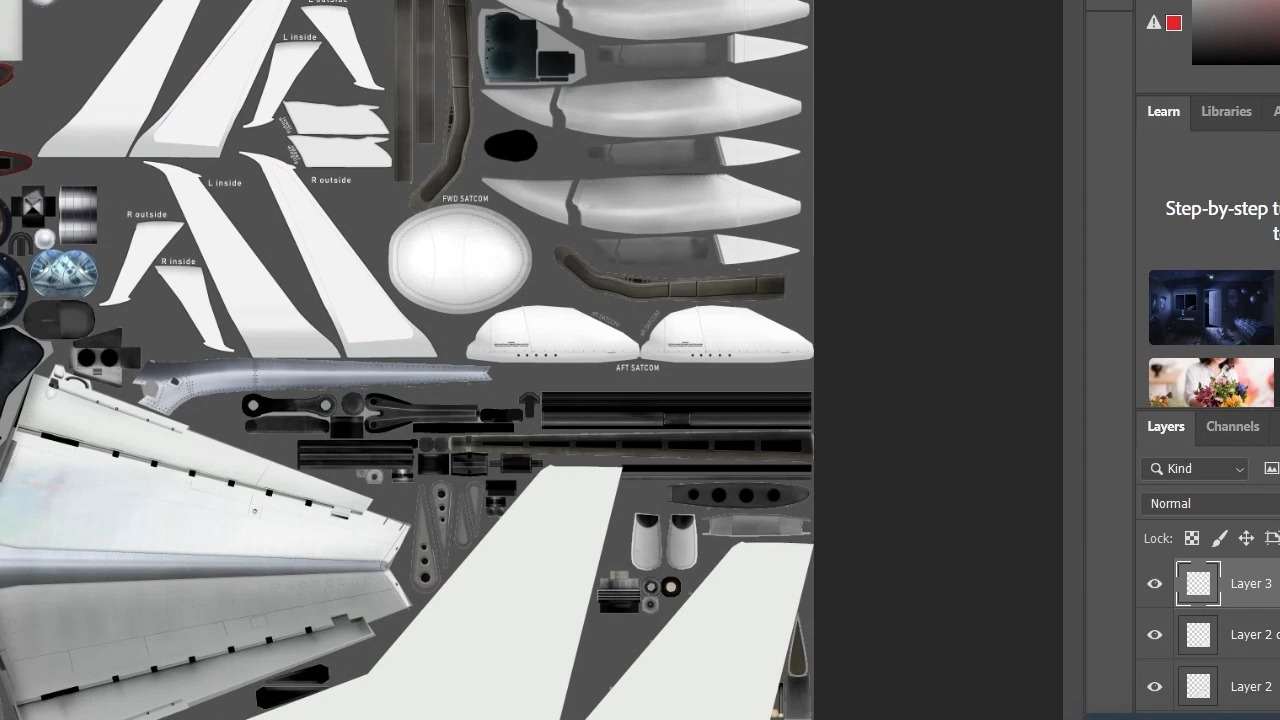 L inside
L inside
R outside
R outside
R inside
FWD SATCOM
AFT SATCOM
Learn
Libraries
Step-by-step
Layers
Channels
Kind
Normal
Lock:
Layer 3
Layer 2
Layer 2